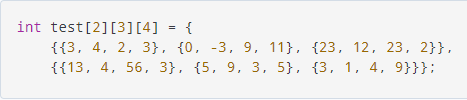 int test[2][3][4] = {
    {{3, 4, 2, 3}, {0, -3, 9, 11}, {23, 12, 23, 2}},
    {{13, 4, 56, 3}, {5, 9, 3, 5}, {3, 1, 4, 9}}};